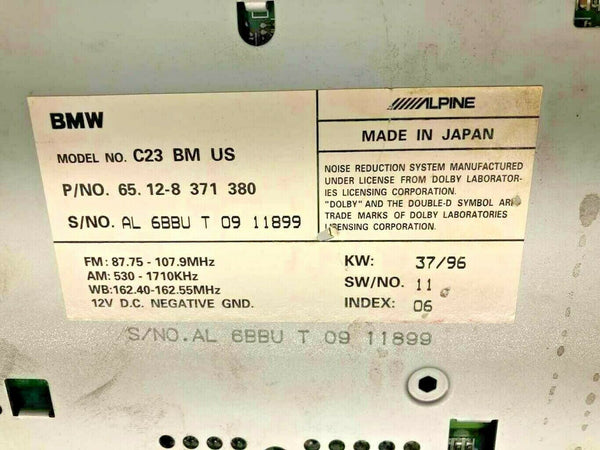 BMW
MODEL NO. C23 BM US
P/NO. 65. 12-8 371 380
S/NO. AL 6BBU T 09 11899
/////ALPINE
MADE IN JAPAN
NOISE REDUCTION SYSTEM MANUFACTURED
UNDER LICENSE FROM DOLBY LABORATOR-
IES LICENSING CORPORATION.
"DOLBY" AND THE DOUBLE-D SYMBOL ARE
TRADE MARKS OF DOLBY LABORATORIES
LICENSING CORPORATION.
FM: 87.75 - 107.9MHz
AM: 530 - 1710KHz
WB: 162.40-162.55MHz
12V D.C. NEGATIVE GND.
KW: 37/96
SW/NO. 11
INDEX: 06
S/NO.AL 6BBU T 09 11899